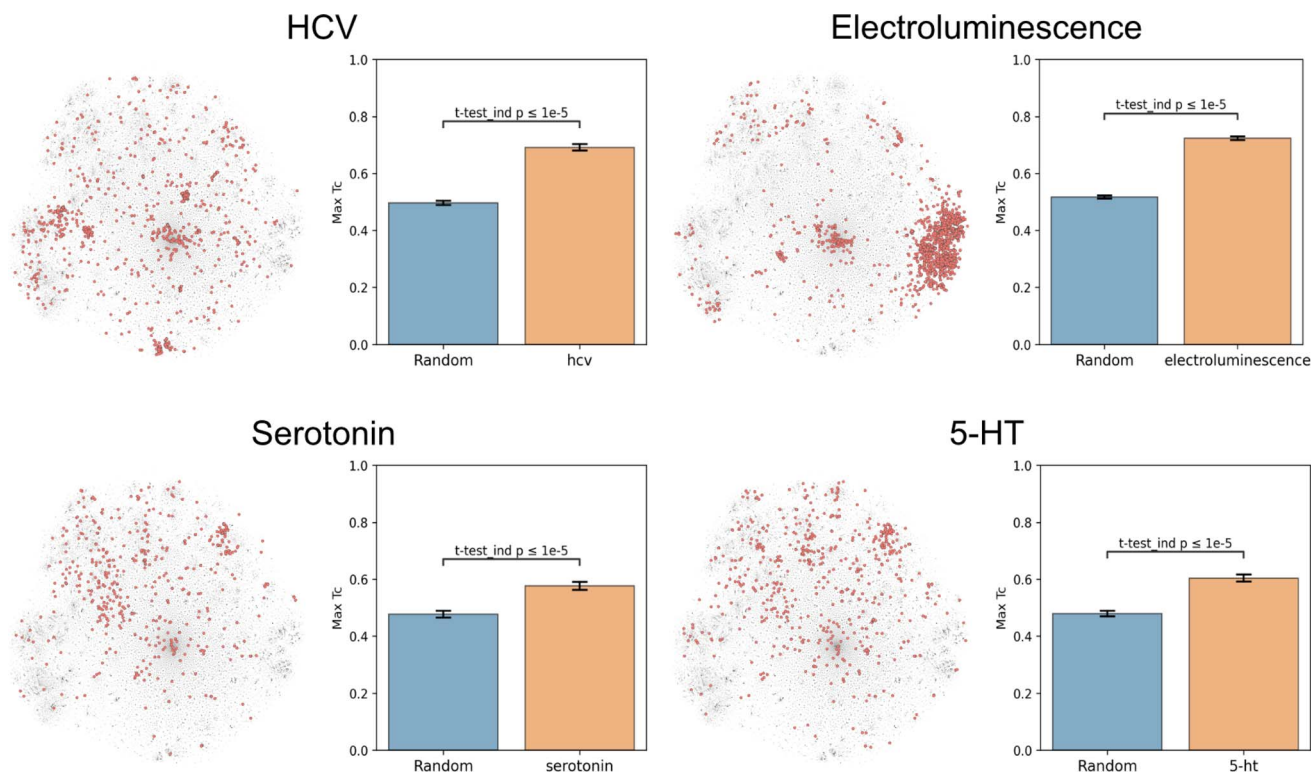 HCV
1.0
0.8
0.6
0.4
0.2
0.0
Max Tc
t-test_ind p ≤ 1e-5
Random
hcv
Electroluminescence
1.0
0.8
0.6
0.4
0.2
0.0
Max Tc
t-test_ind p ≤ 1e-5
Random
electroluminescence
Serotonin
1.0
0.8
0.6
0.4
0.2
0.0
Max Tc
t-test_ind p ≤ 1e-5
Random
serotonin
5-HT
1.0
0.8
0.6
0.4
0.2
0.0
Max Tc
t-test_ind p ≤ 1e-5
Random
5-ht